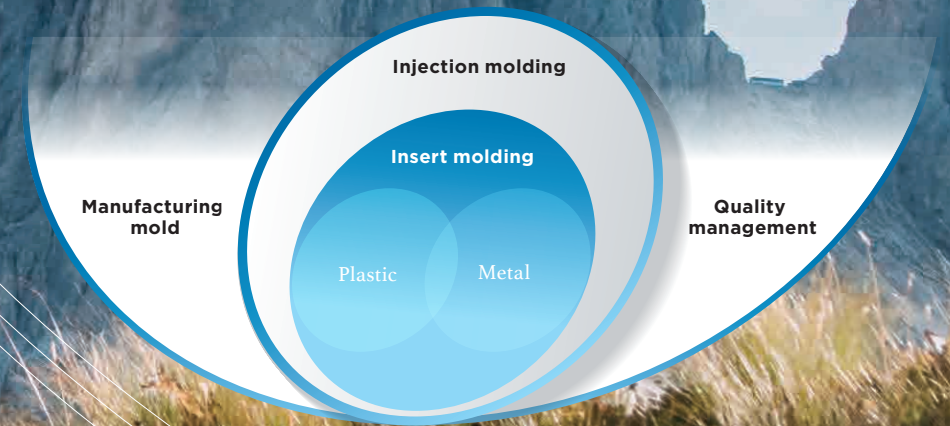 Injection molding
Insert molding
Manufacturing
mold
Quality
management
Plastic
Metal